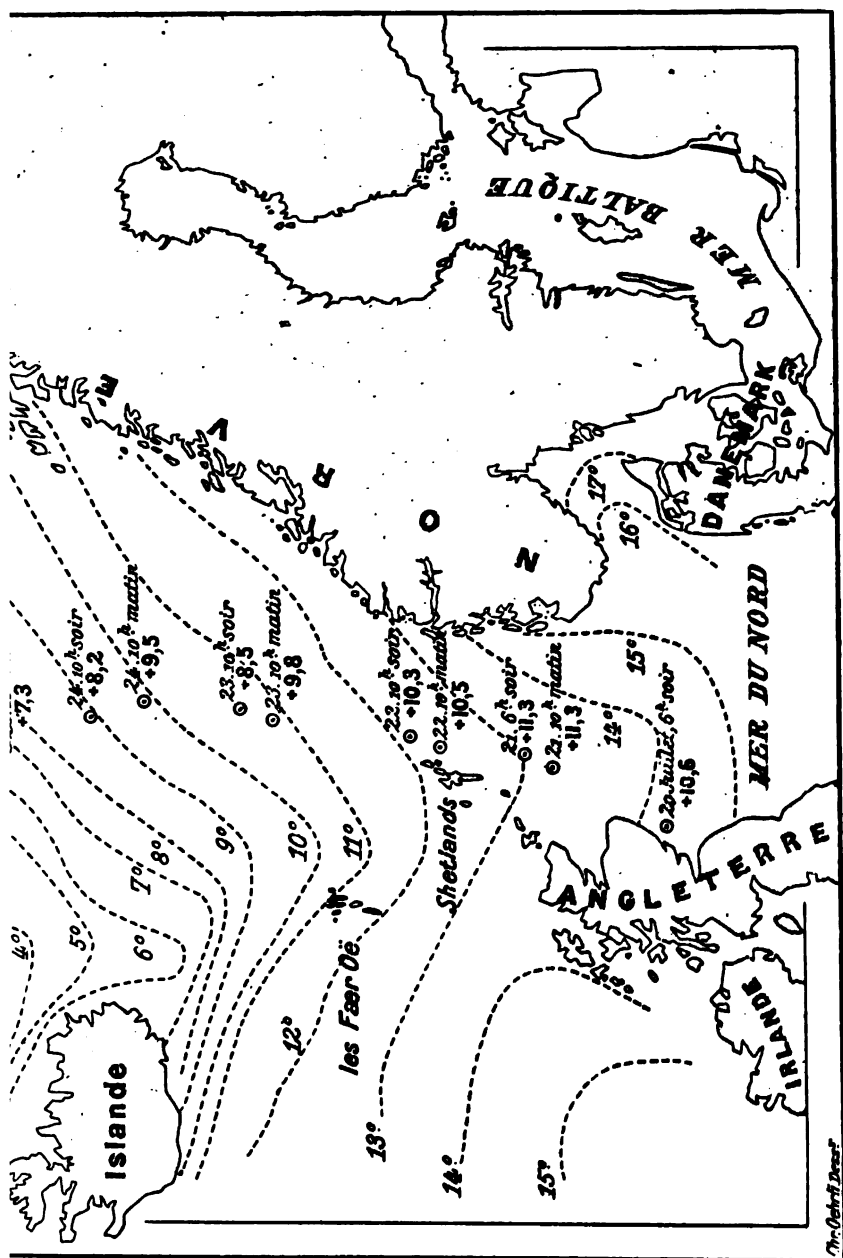 MER BALTIQUE
NORVÈ
DANEMARK
MER DU NORD
ANGLETERRE
IRLANDE
Islande
les Fær Oë
Shetlands
+7,3
24. 10ʰ soir
+8,2
24. 10ʰ matin
+9,5
23. 10ʰ soir
+8,5
23. 10ʰ matin
+9,8
22. 10ʰ soir
+10,3
22. 10ʰ matin
+10,5
21. 6ʰ soir
+11,3
21. 10ʰ matin
+11,3
20 Juillet, 6ʰ soir
+10,6
4°
5°
6°
7°
8°
9°
10°
11°
12°
13°
14°
15°
14°
15°
16°
17°